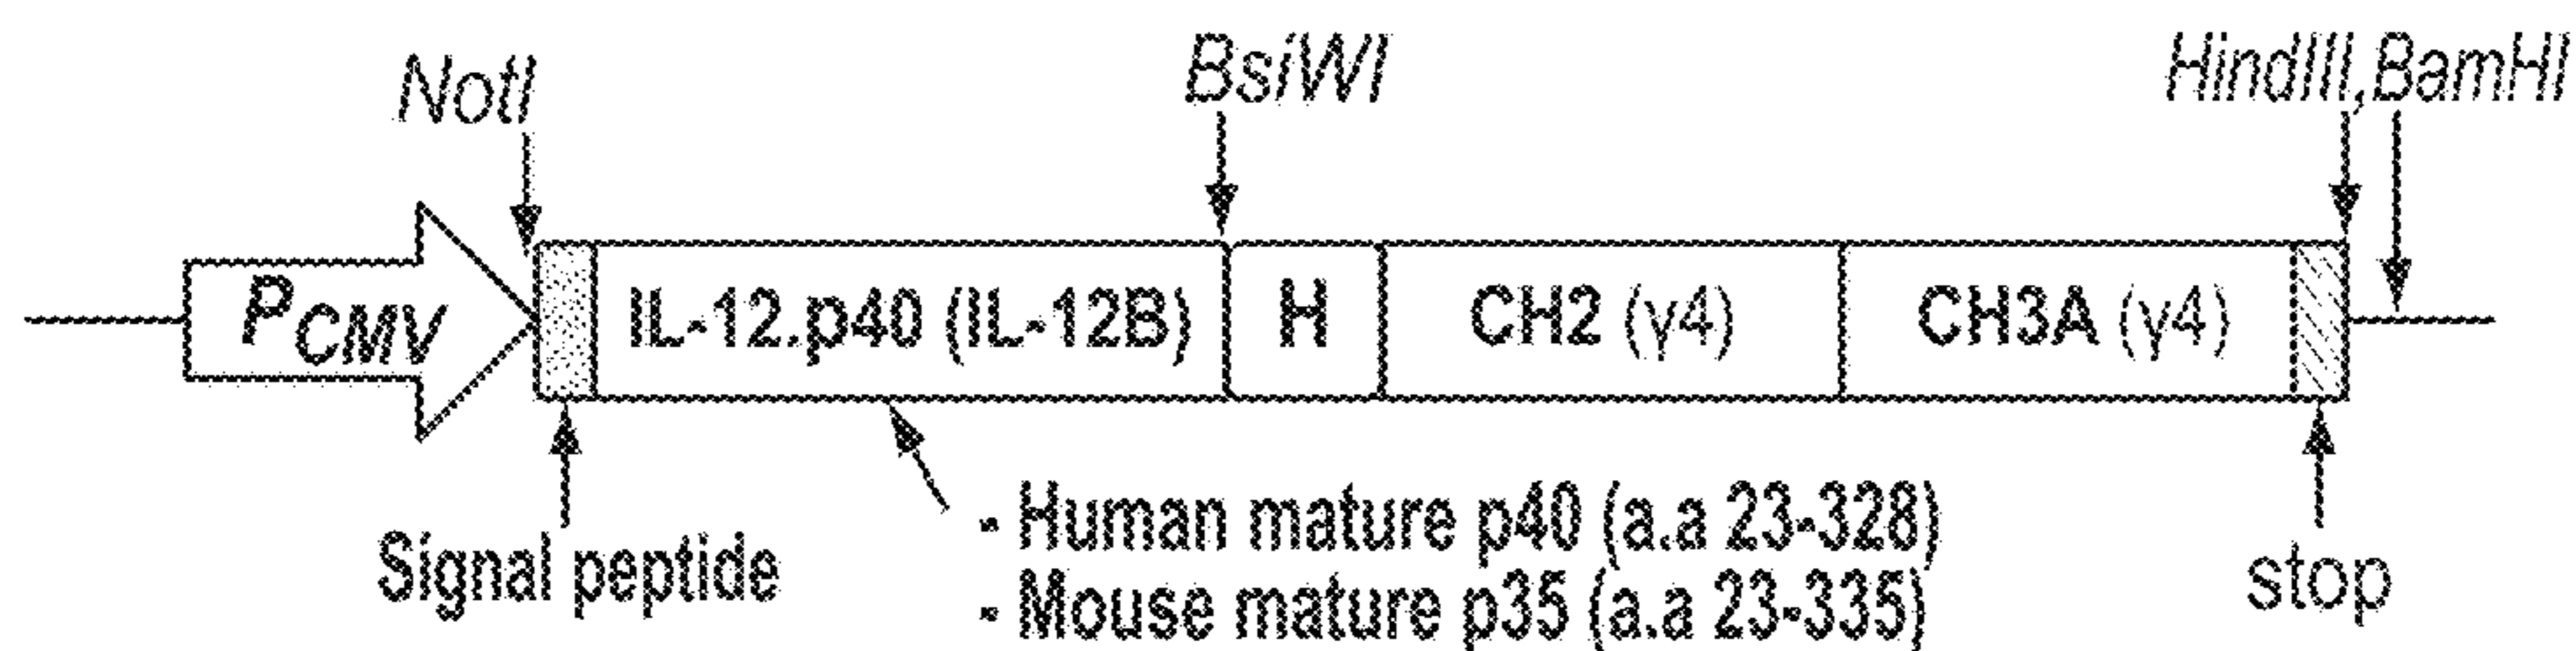 NotI
BsiWI
HindIII,BamHI
PCMV
IL-12.p40 (IL-12B)
H
CH2 (γ4)
CH3A (γ4)
Signal peptide
- Human mature p40 (a.a 23-328)
- Mouse mature p35 (a.a 23-335)
stop